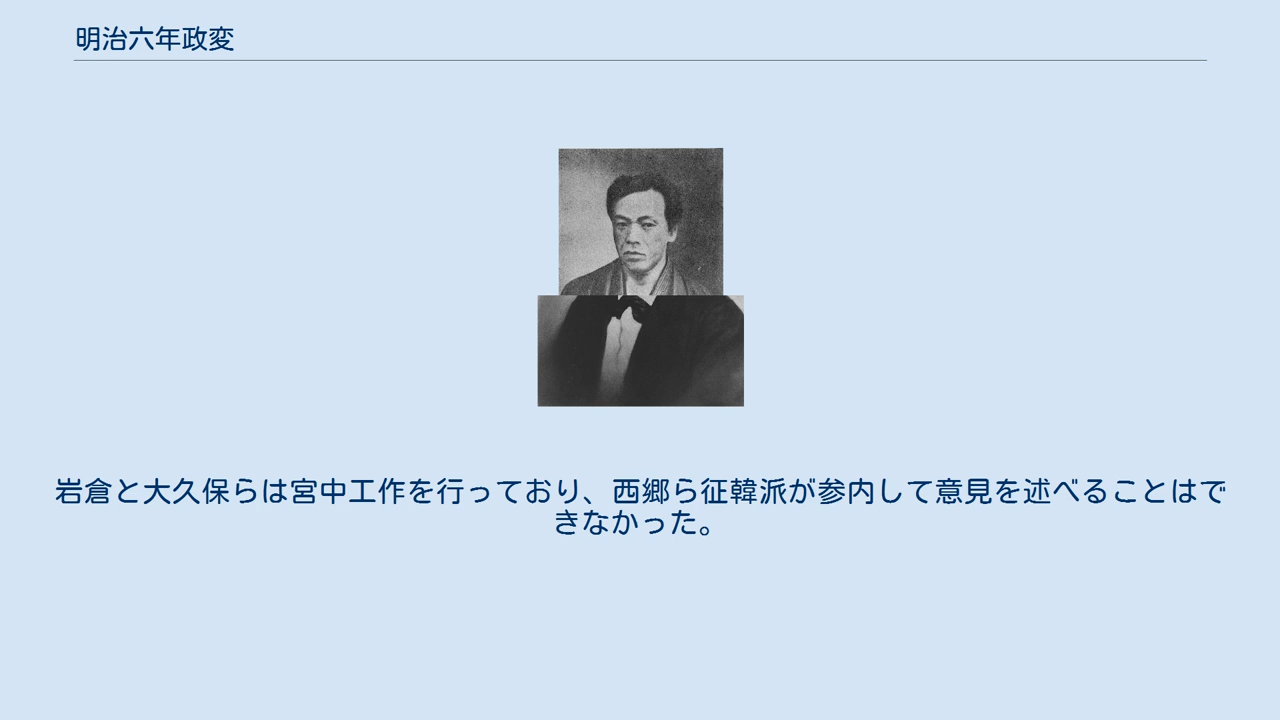 明治六年政変
岩倉と大久保らは宮中工作を行っており、西郷ら征韓派が参内して意見を述べることはで
きなかった。